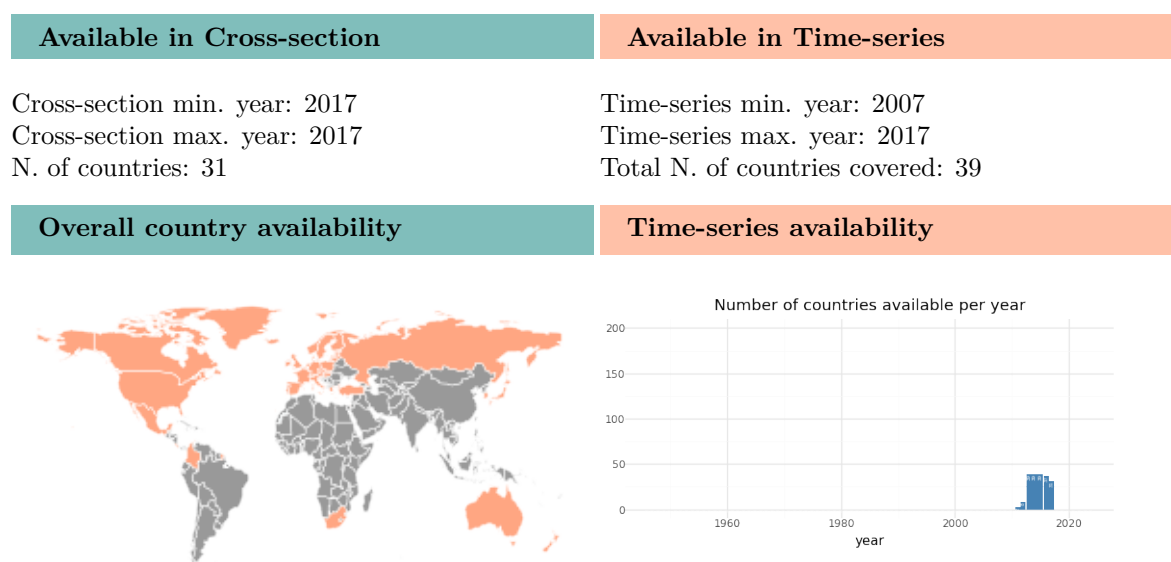 Available in Cross-section
Available in Time-series
Cross-section min. year: 2017
Cross-section max. year: 2017
N. of countries: 31
Time-series min. year: 2007
Time-series max. year: 2017
Total N. of countries covered: 39
Overall country availability
Time-series availability
Number of countries available per year
200
150
100
50
0
1960
1980
2000
2020
year